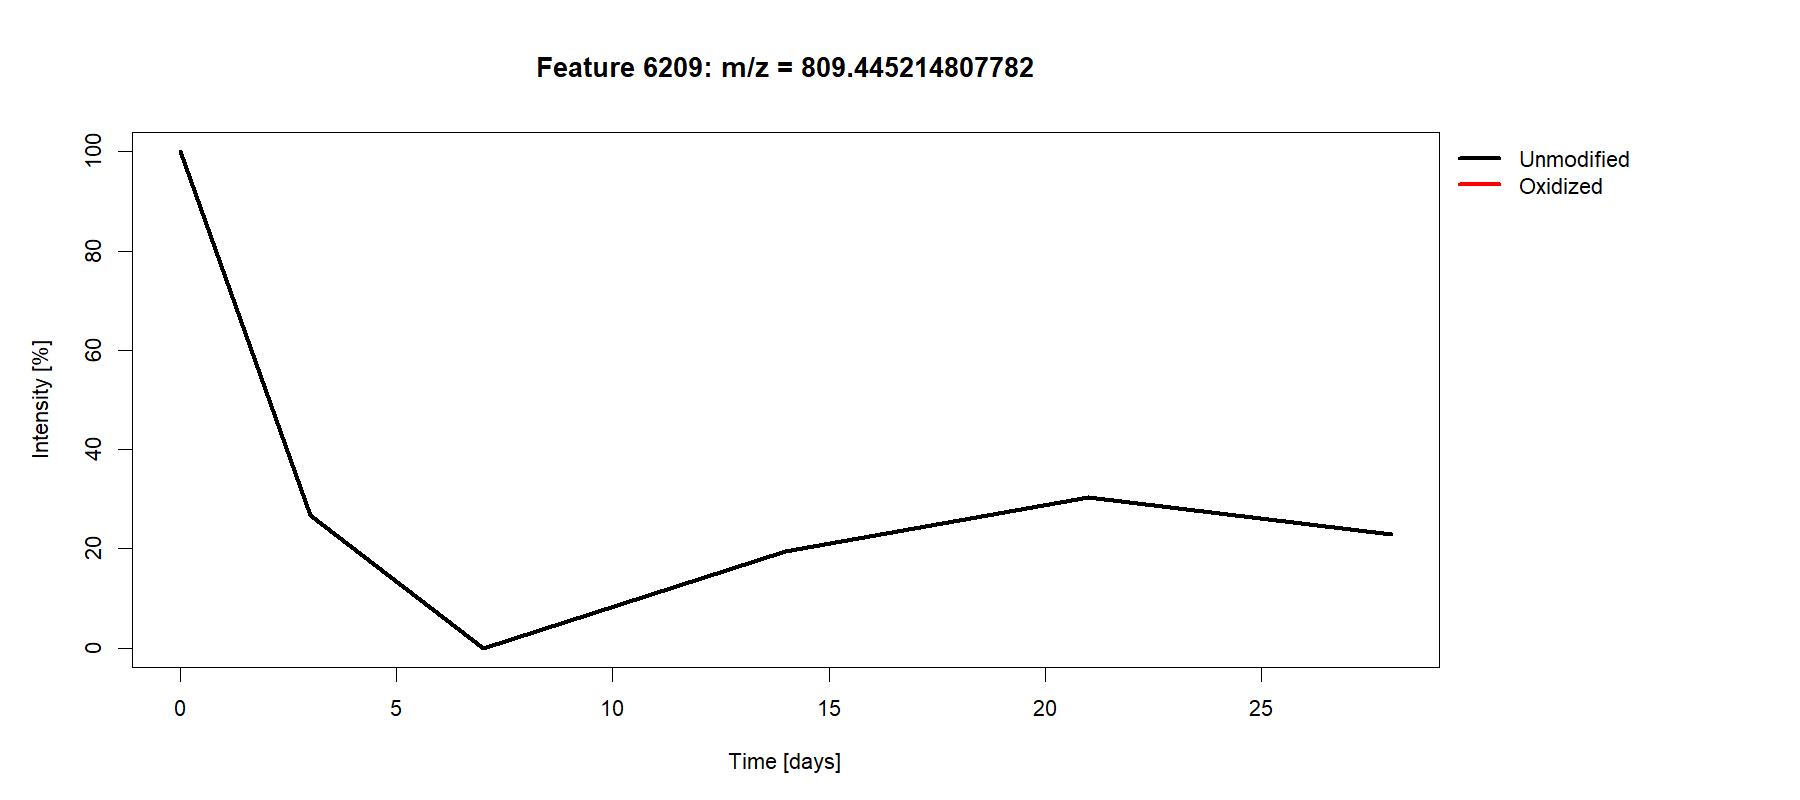 Feature 6209: m/z = 809.445214807782
Unmodified
Oxidized
Intensity [%]
100
80
60
40
20
0
0 5 10 15 20 25
Time [days]